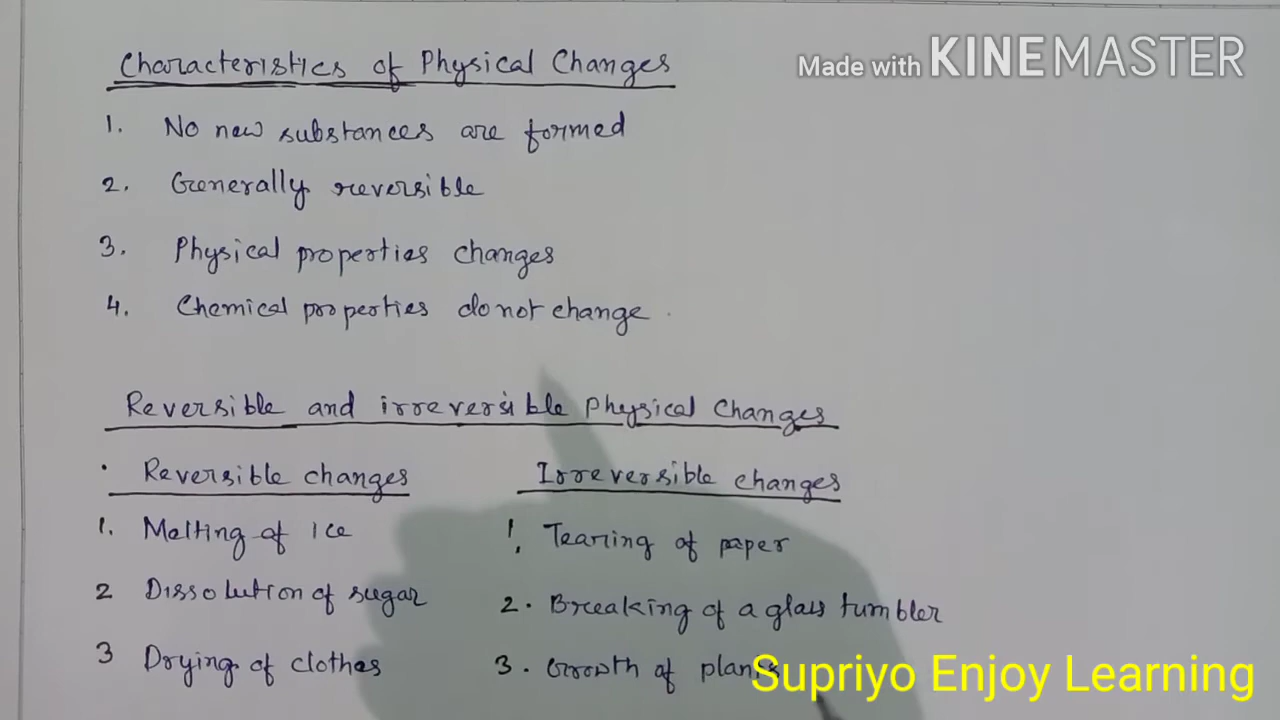 Characteristics of Physical Changes
Made with KINEMASTER
1. No new substances are formed
2. Generally reversible
3. Physical properties changes
4. Chemical properties do not change
Reversible and irreversible Physical Changes
Reversible changes
1. Melting of Ice
2 Dissolution of sugar
3 Drying of clothes
Irreversible changes
1. Tearing of paper
2. Breaking of a glass tumbler
3. Growth of plants
Supriyo Enjoy Learning